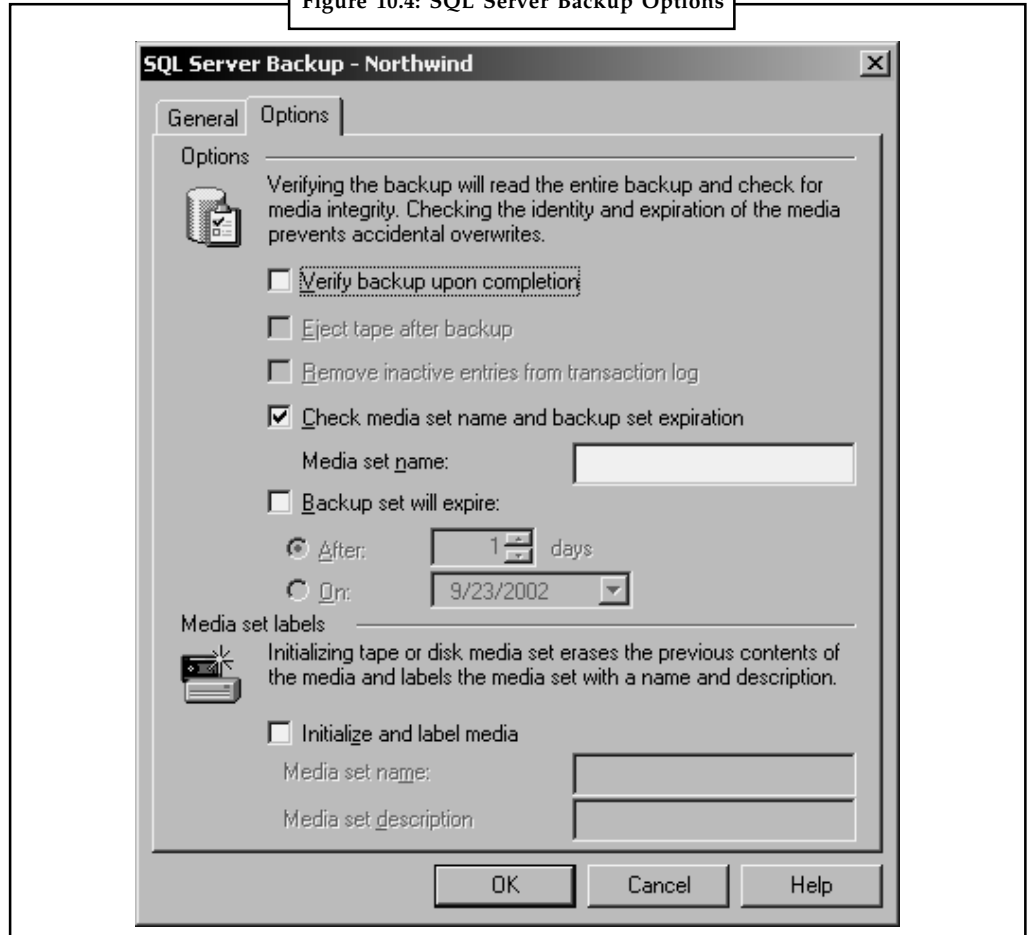 Figure 10.4: SQL Server Backup Options
SQL Server Backup - Northwind
General
Options
Options
Verifying the backup will read the entire backup and check for
media integrity. Checking the identity and expiration of the media
prevents accidental overwrites.
Verify backup upon completion
Eject tape after backup
Remove inactive entries from transaction log
Check media set name and backup set expiration
Media set name:
Backup set will expire:
After: 1 days
On: 9/23/2002
Media set labels
Initializing tape or disk media set erases the previous contents of
the media and labels the media set with a name and description.
Initialize and label media
Media set name:
Media set description
OK Cancel Help